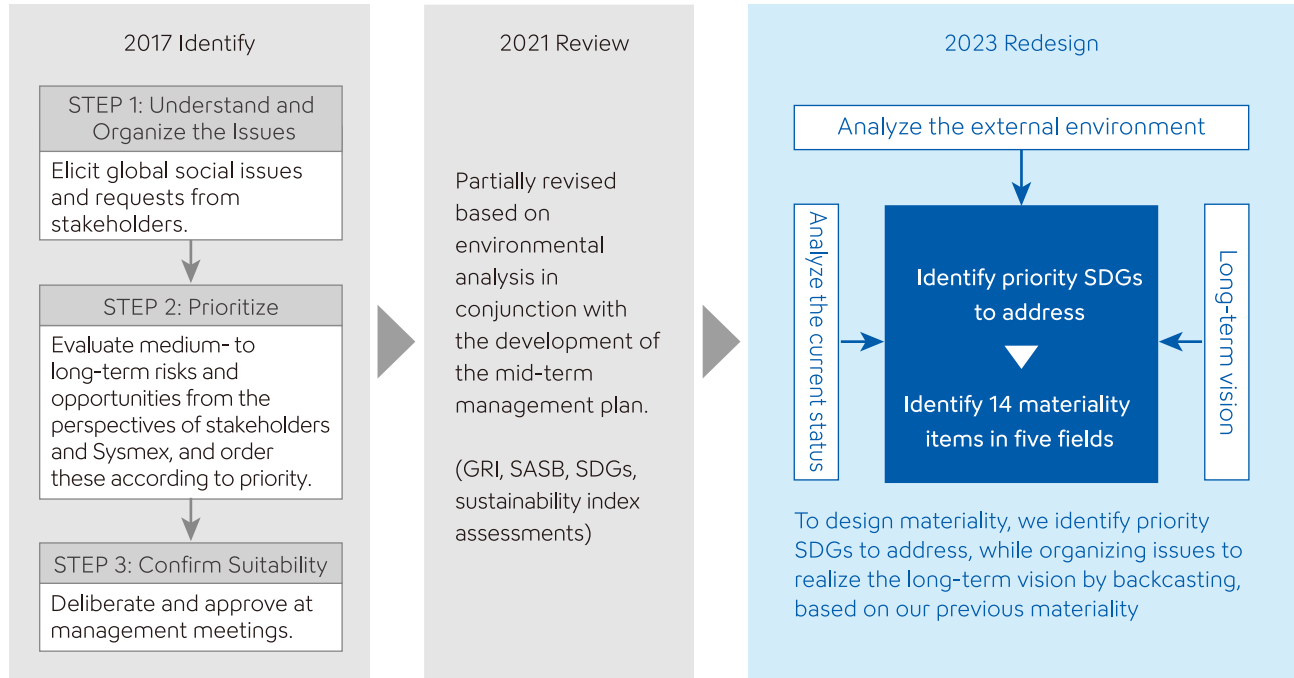 2017 Identify
STEP 1: Understand and
Organize the Issues
Elicit global social issues
and requests from
stakeholders.
STEP 2: Prioritize
Evaluate medium- to
long-term risks and
opportunities from the
perspectives of stakeholders
and Sysmex, and order
these according to priority.
STEP 3: Confirm Suitability
Deliberate and approve at
management meetings.
2021 Review
Partially revised
based on
environmental
analysis in
conjunction with
the development of
the mid-term
management plan.
(GRI, SASB, SDGs,
sustainability index
assessments)
2023 Redesign
Analyze the external environment
Analyze the current status
Identify priority SDGs
to address
Identify 14 materiality
items in five fields
Long-term vision
To design materiality, we identify priority
SDGs to address, while organizing issues to
realize the long-term vision by backcasting,
based on our previous materiality